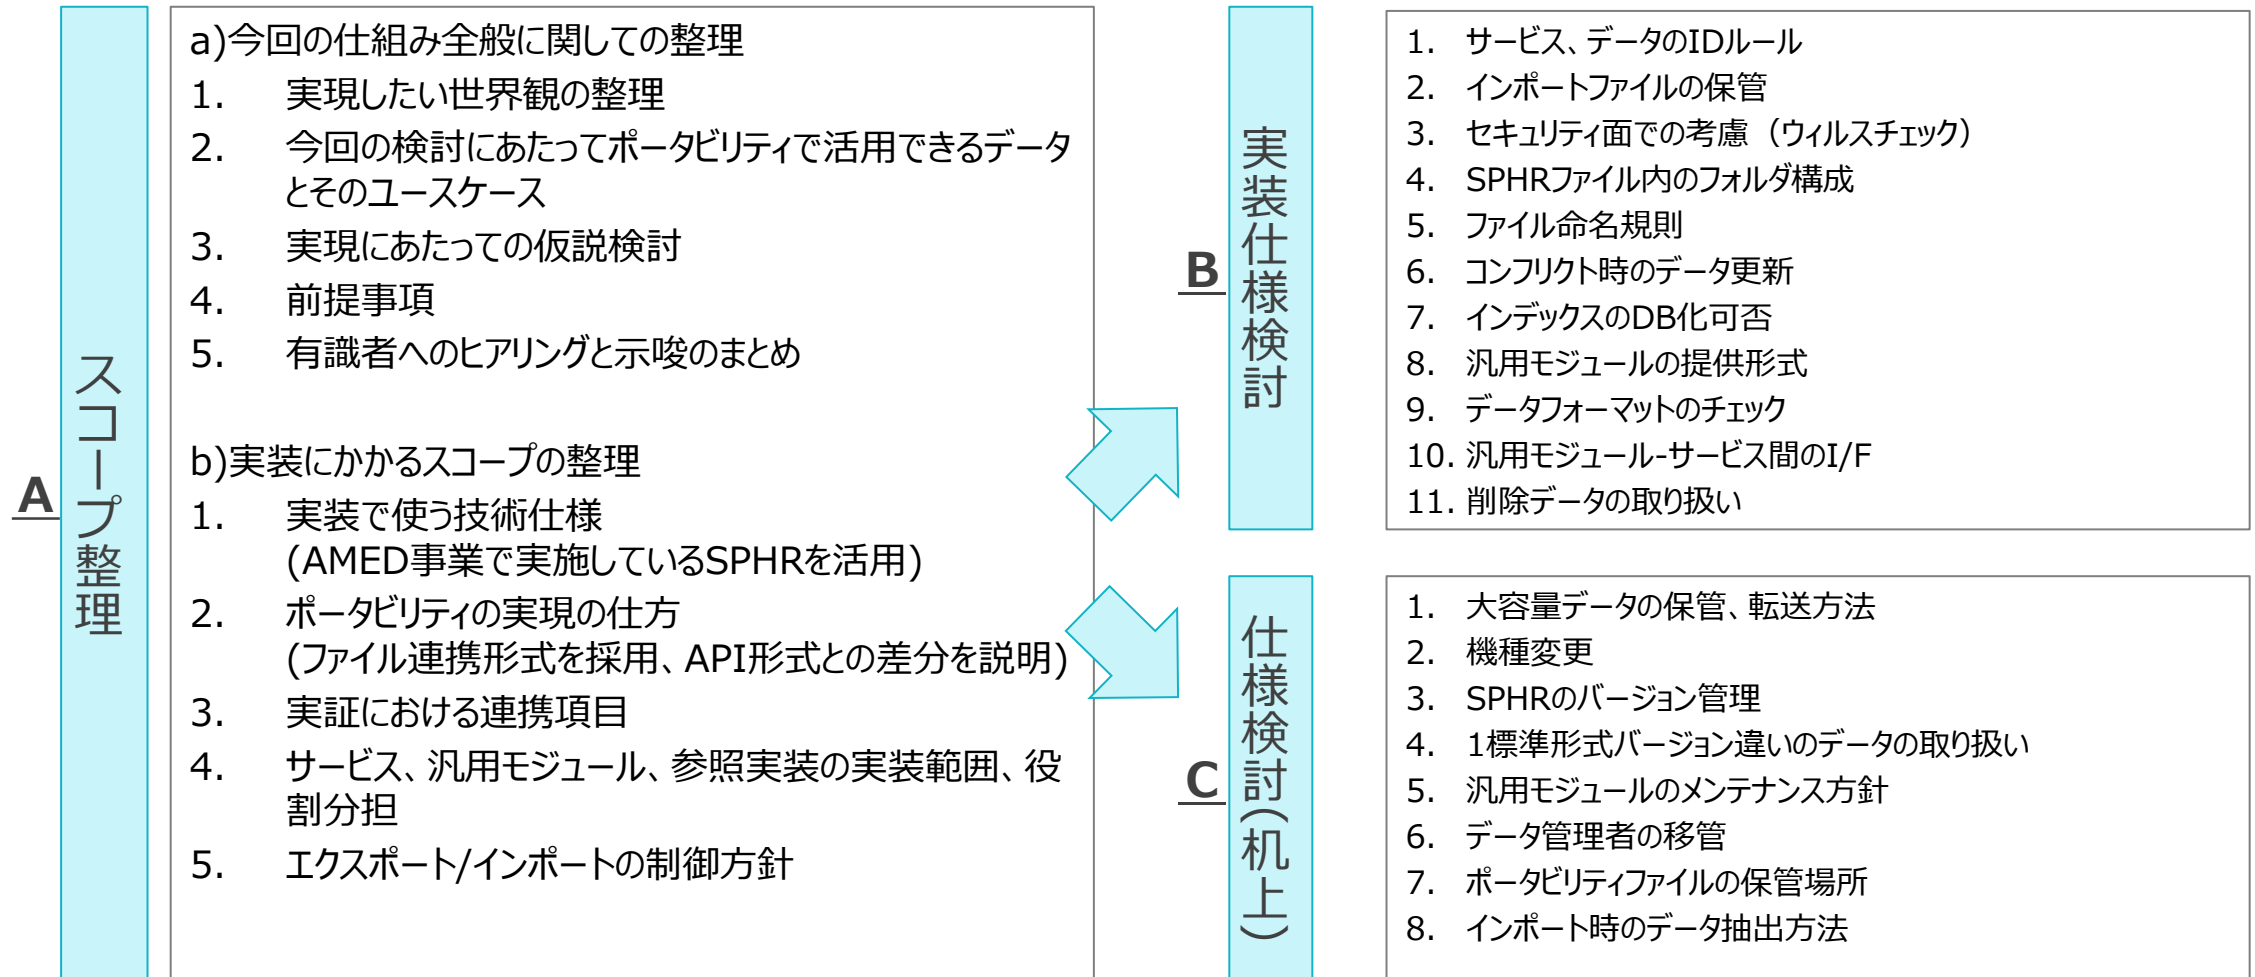 A
スコープ整理
a)今回の仕組み全般に関しての整理
1. 実現したい世界観の整理
2. 今回の検討にあたってポータビリティで活用できるデータ
とそのユースケース
3. 実現にあたっての仮説検討
4. 前提事項
5. 有識者へのヒアリングと示唆のまとめ
b)実装にかかるスコープの整理
1. 実装で使う技術仕様
(AMED事業で実施しているSPHRを活用)
2. ポータビリティの実現の仕方
(ファイル連携形式を採用、API形式との差分を説明)
3. 実証における連携項目
4. サービス、汎用モジュール、参照実装の実装範囲、役
割分担
5. エクスポート/インポートの制御方針
B
実装仕様検討
1. サービス、データのIDルール
2. インポートファイルの保管
3. セキュリティ面での考慮（ウィルスチェック）
4. SPHRファイル内のフォルダ構成
5. ファイル命名規則
6. コンフリクト時のデータ更新
7. インデックスのDB化可否
8. 汎用モジュールの提供形式
9. データフォーマットのチェック
10. 汎用モジュール-サービス間のI/F
11. 削除データの取り扱い
C
仕様検討(机上)
1. 大容量データの保管、転送方法
2. 機種変更
3. SPHRのバージョン管理
4. 1標準形式バージョン違いのデータの取り扱い
5. 汎用モジュールのメンテナンス方針
6. データ管理者の移管
7. ポータビリティファイルの保管場所
8. インポート時のデータ抽出方法